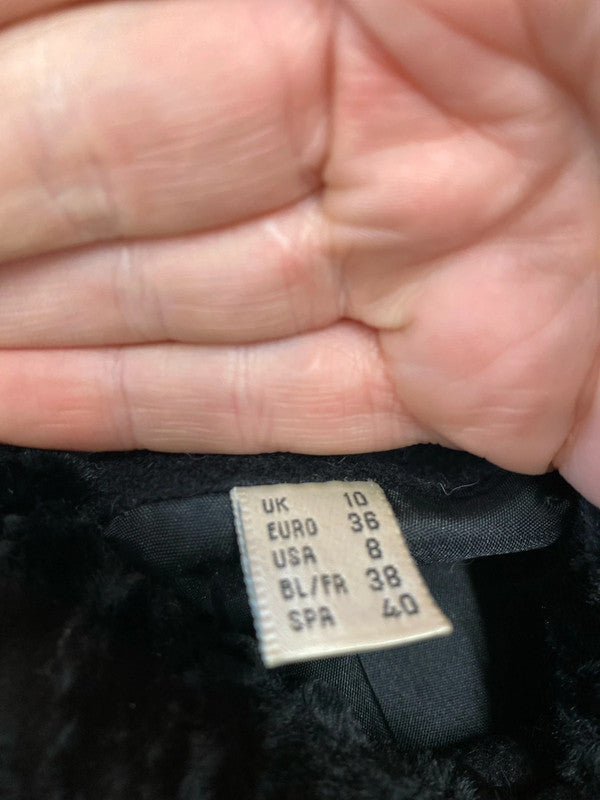 UK 10
EURO 36
USA 8
BL/FR 38
SPA 40